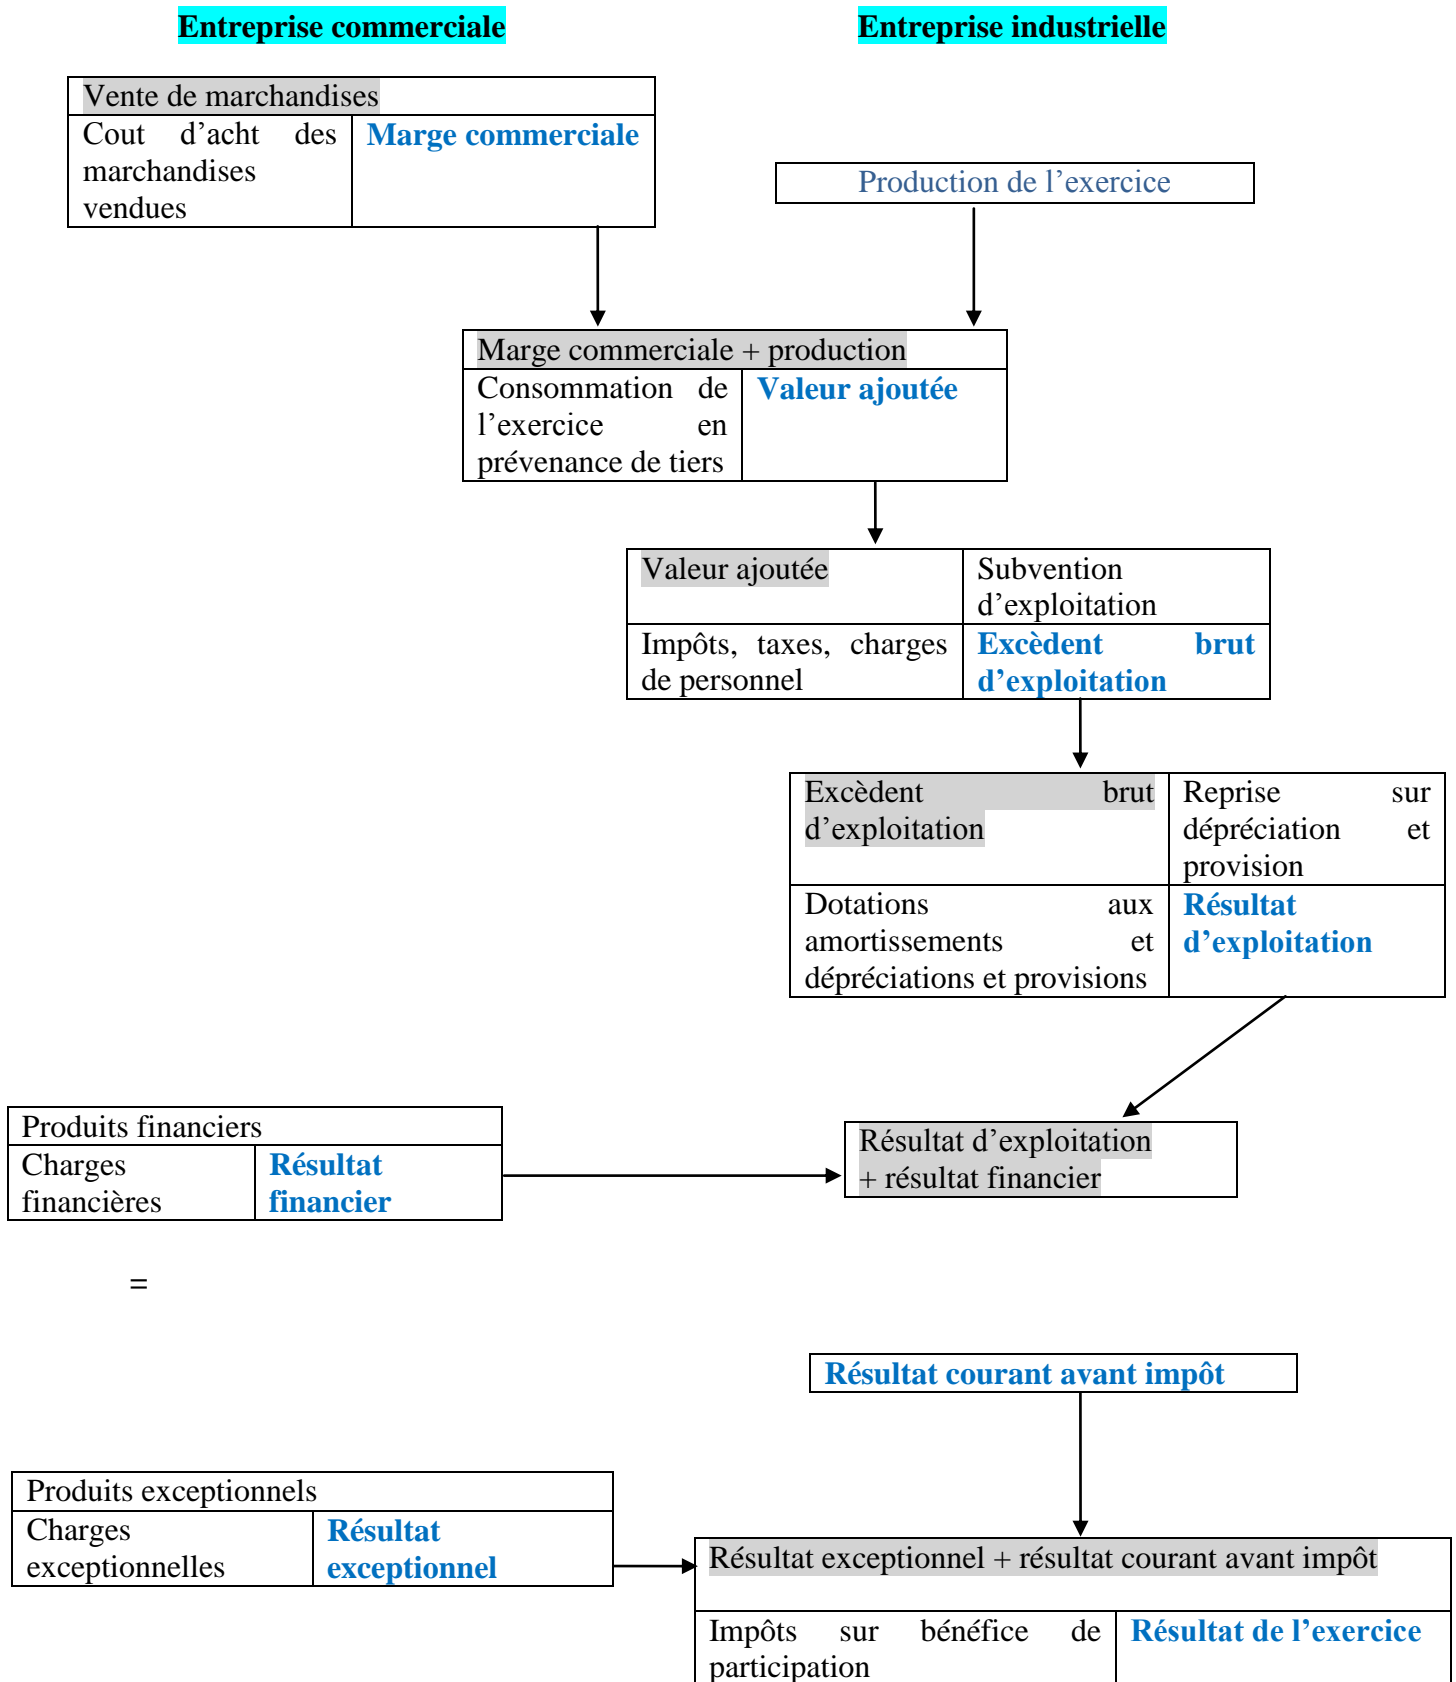 Entreprise commerciale
Entreprise industrielle
Vente de marchandises
Cout d’acht des
marchandises
vendues
Marge commerciale
Production de l’exercice
Marge commerciale + production
Consommation de
l’exercice en
prévenance de tiers
Valeur ajoutée
Valeur ajoutée
Subvention
d’exploitation
Impôts, taxes, charges
de personnel
Excèdent brut
d’exploitation
Excèdent brut
d’exploitation
Reprise sur
dépréciation et
provision
Dotations aux
amortissements et
dépréciations et provisions
Résultat
d’exploitation
Produits financiers
Charges
financières
Résultat
financier
Résultat d’exploitation
+ résultat financier
=
Résultat courant avant impôt
Produits exceptionnels
Charges
exceptionnelles
Résultat
exceptionnel
Résultat exceptionnel + résultat courant avant impôt
Impôts sur bénéfice de
participation
Résultat de l’exercice